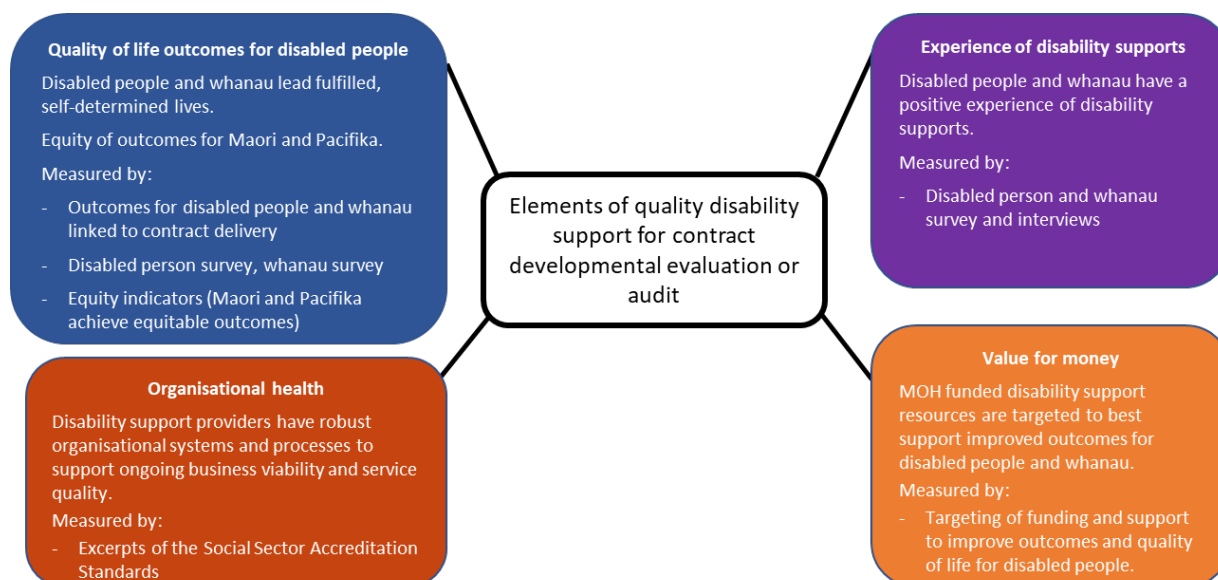 Quality of life outcomes for disabled people
Disabled people and whanau lead fulfilled,
self-determined lives.
Equity of outcomes for Maori and Pacifika.
Measured by:
- Outcomes for disabled people and whanau
linked to contract delivery
- Disabled person survey, whanau survey
- Equity indicators (Maori and Pacifika
achieve equitable outcomes)
Experience of disability supports
Disabled people and whanau have a
positive experience of disability
supports.
Measured by:
- Disabled person and whanau
survey and interviews
Elements of quality disability
support for contract
developmental evaluation or
audit
Organisational health
Disability support providers have robust
organisational systems and processes to
support ongoing business viability and service
quality.
Measured by:
- Excerpts of the Social Sector Accreditation
Standards
Value for money
MOH funded disability support
resources are targeted to best
support improved outcomes for
disabled people and whanau.
Measured by:
- Targeting of funding and support
to improve outcomes and quality
of life for disabled people.